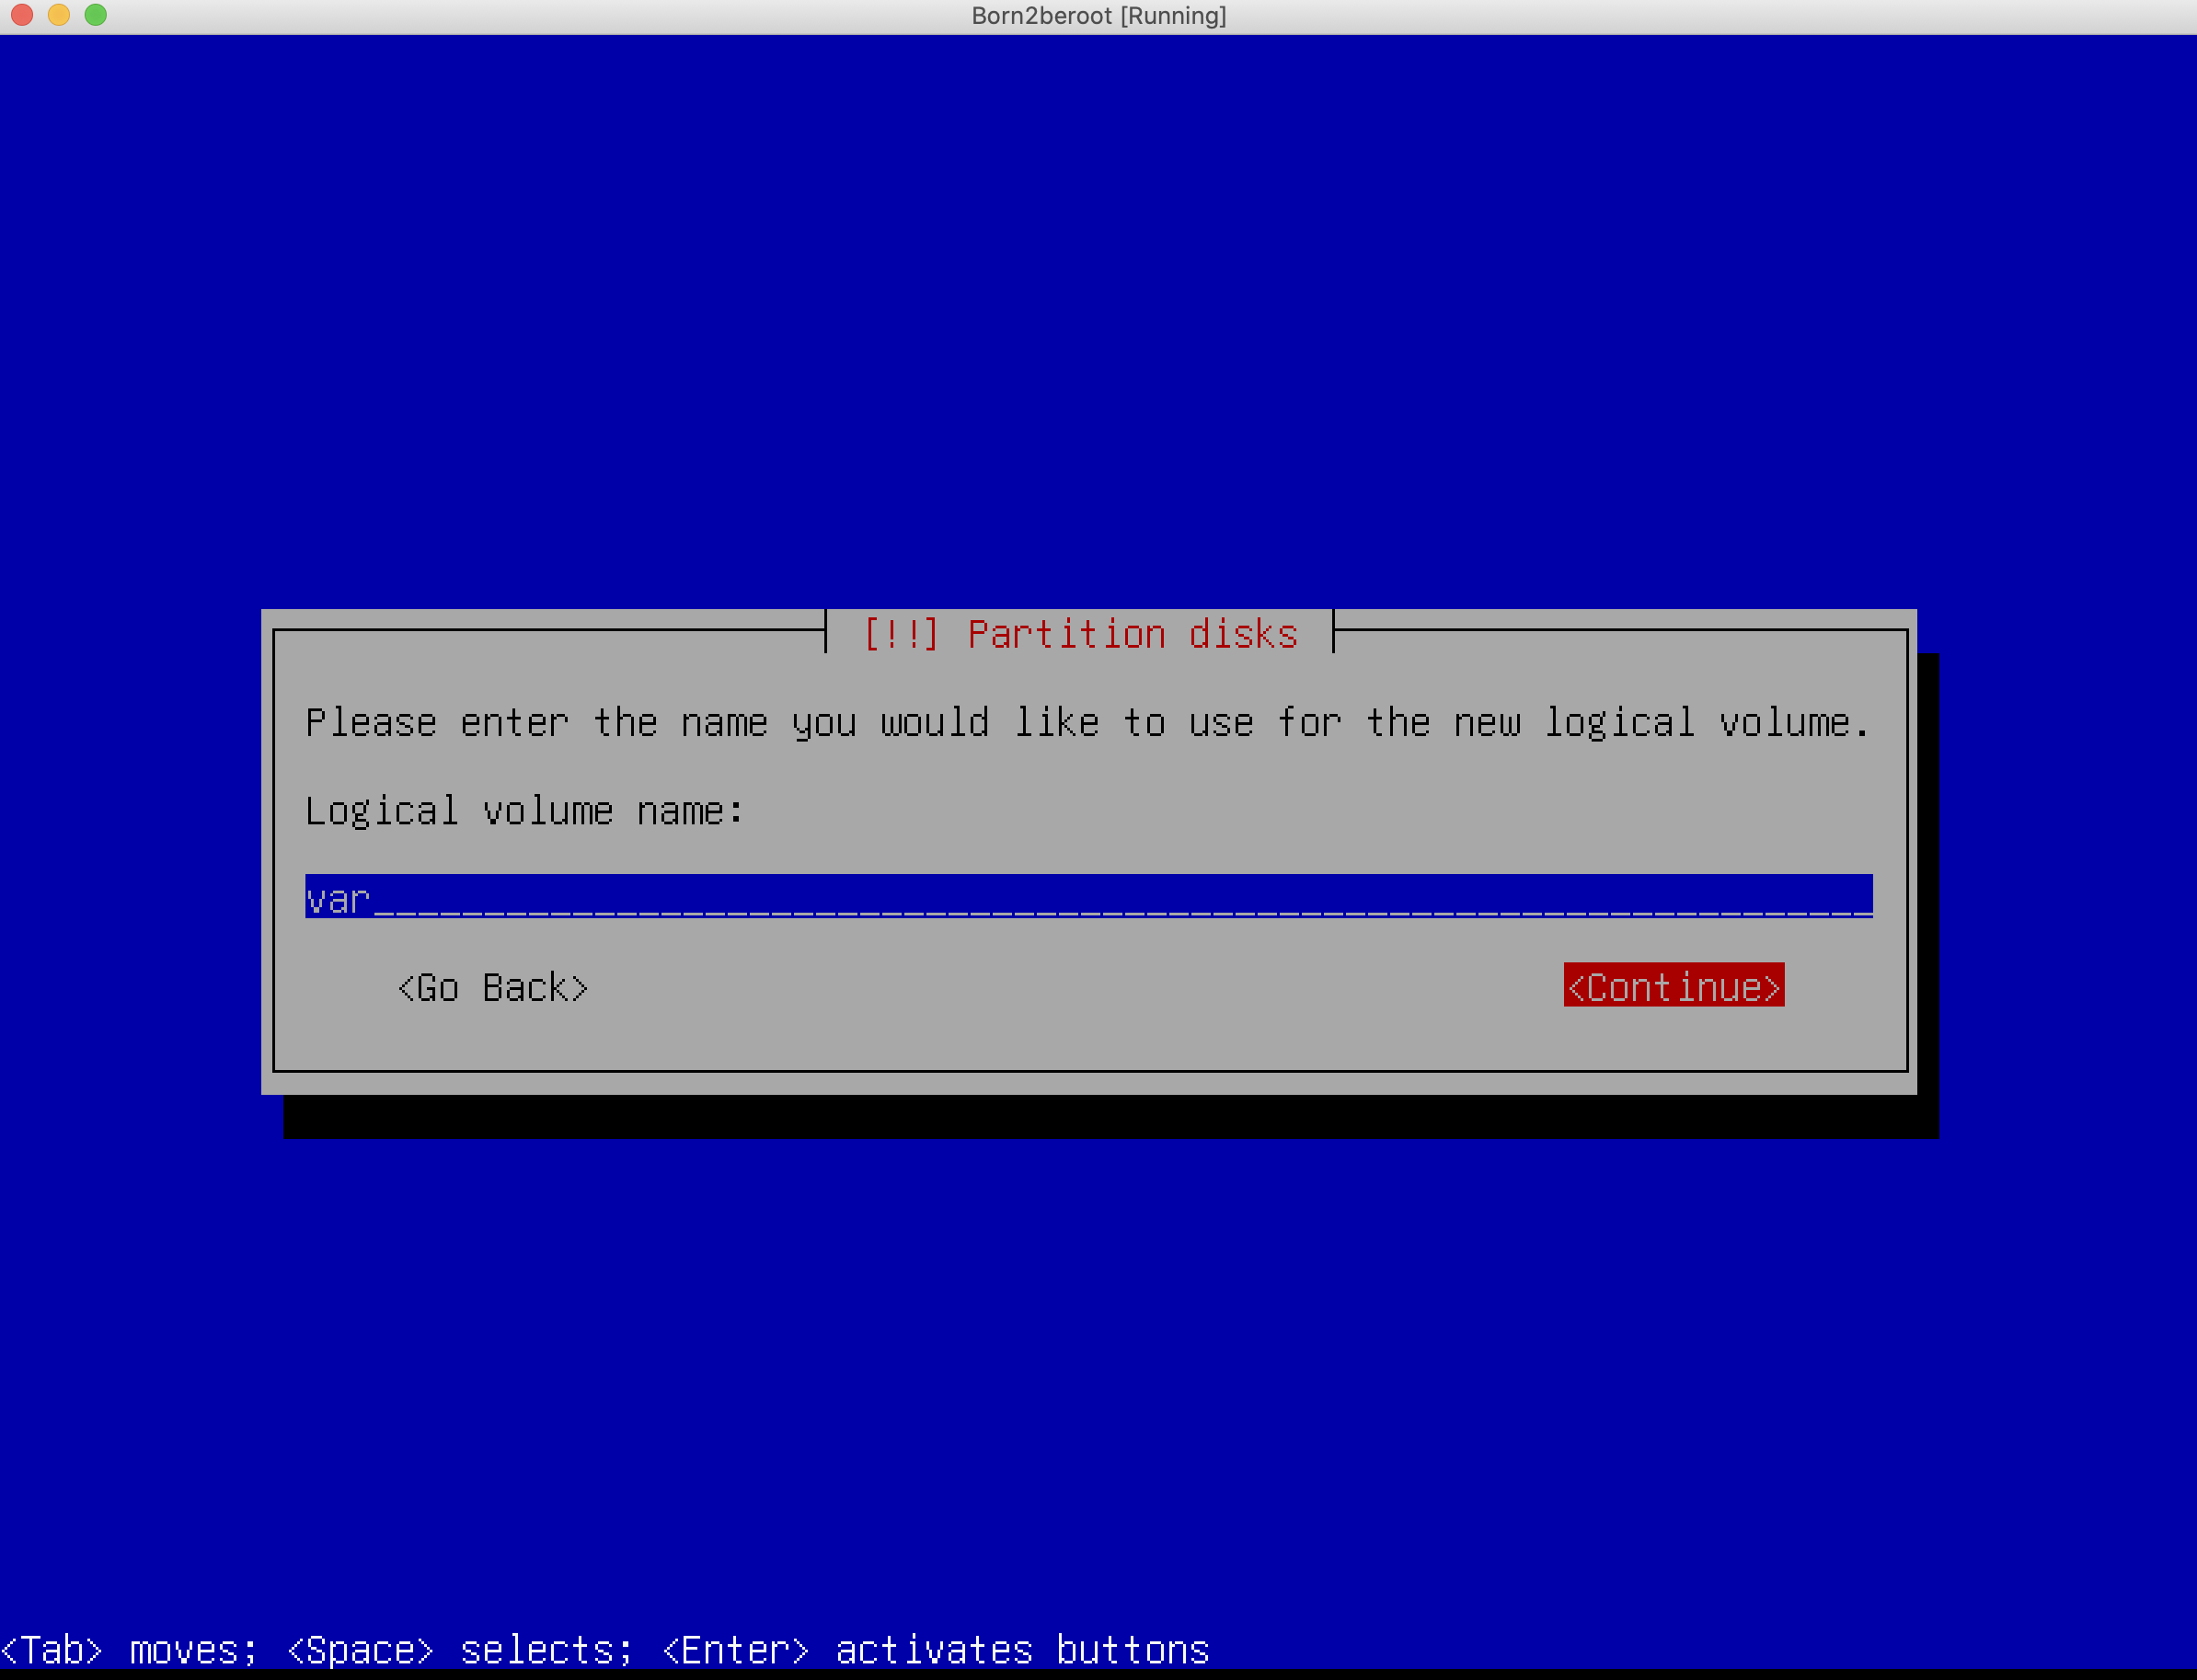 Born2beroot [Running]
[!!] Partition disks
Please enter the name you would like to use for the new logical volume.
Logical volume name:
var
<Go Back> <Continue>
<Tab> moves; <Space> selects; <Enter> activates buttons